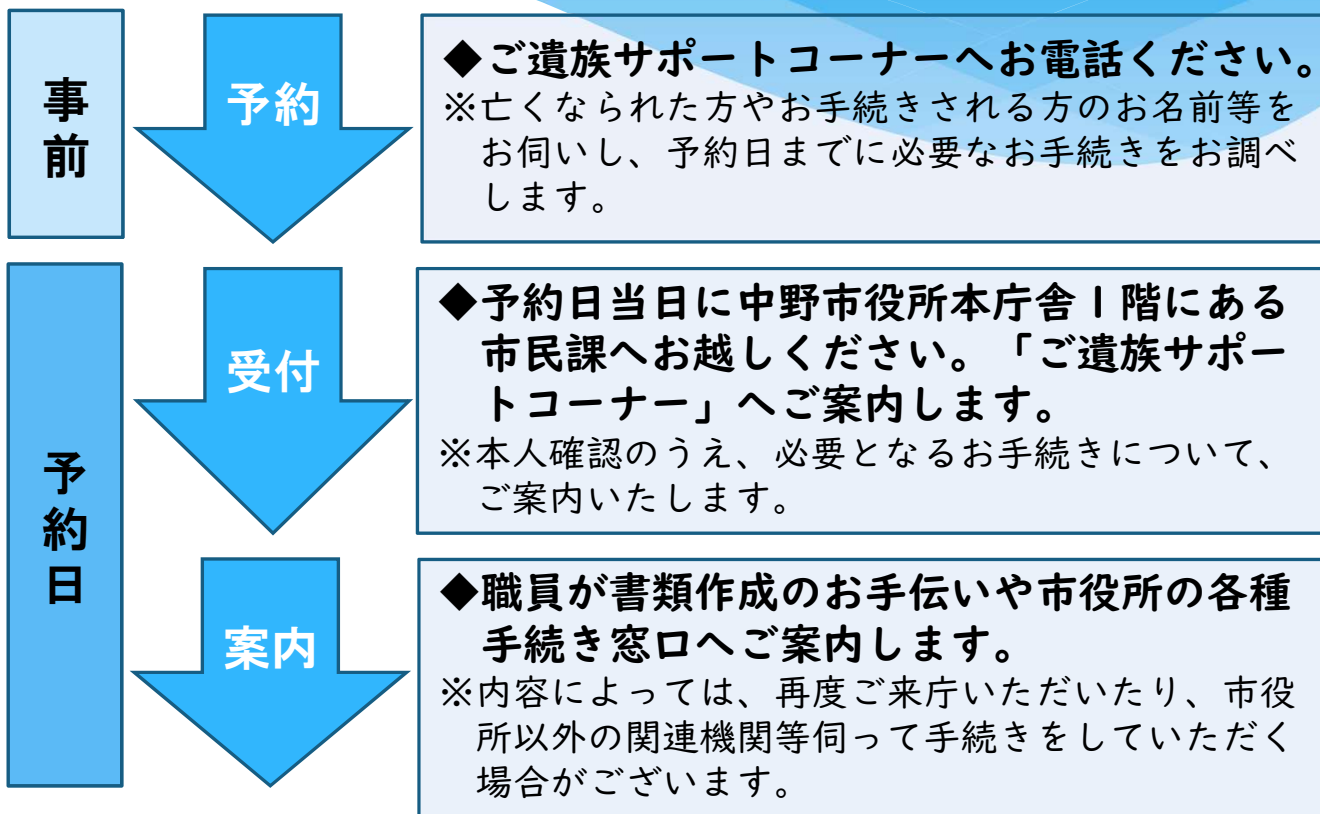 事前
予約
◆ご遺族サポートコーナーへお電話ください。
※亡くなられた方やお手続きされる方のお名前等を
お伺いし、予約日までに必要なお手続きをお調べ
します。
予約日
受付
◆予約日当日に中野市役所本庁舎1階にある
市民課へお越しください。「ご遺族サポー
トコーナー」へご案内します。
※本人確認のうえ、必要となるお手続きについて、
ご案内いたします。
案内
◆職員が書類作成のお手伝いや市役所の各種
手続き窓口へご案内します。
※内容によっては、再度ご来庁いただいたり、市役
所以外の関連機関等伺って手続きをしていただく
場合がございます。